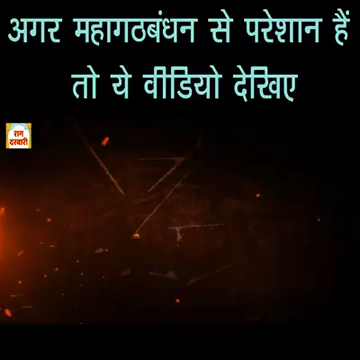 अगर महागठबंधन से परेशान हैं
तो ये वीडियो देखिए
राग
दरबारी